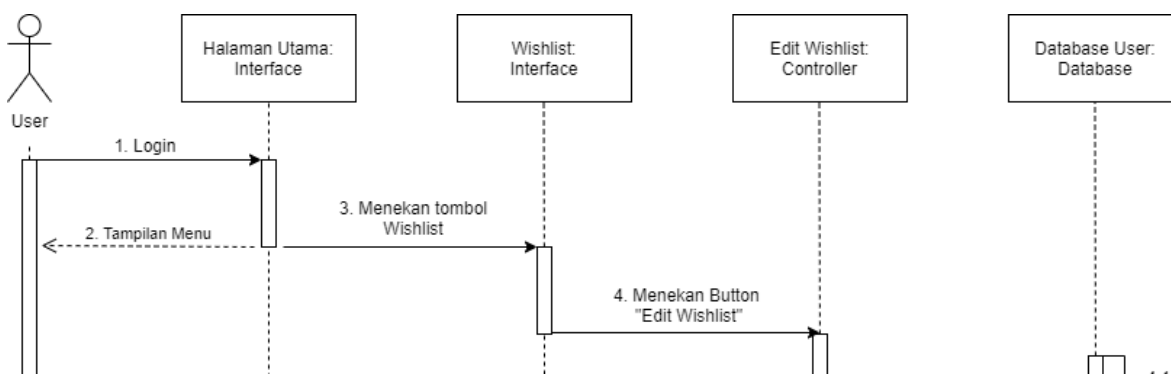 Halaman Utama:
Interface
Wishlist:
Interface
Edit Wishlist:
Controller
Database User:
Database
User
1. Login
2. Tampilan Menu
3. Menekan tombol
Wishlist
4. Menekan Button
"Edit Wishlist"